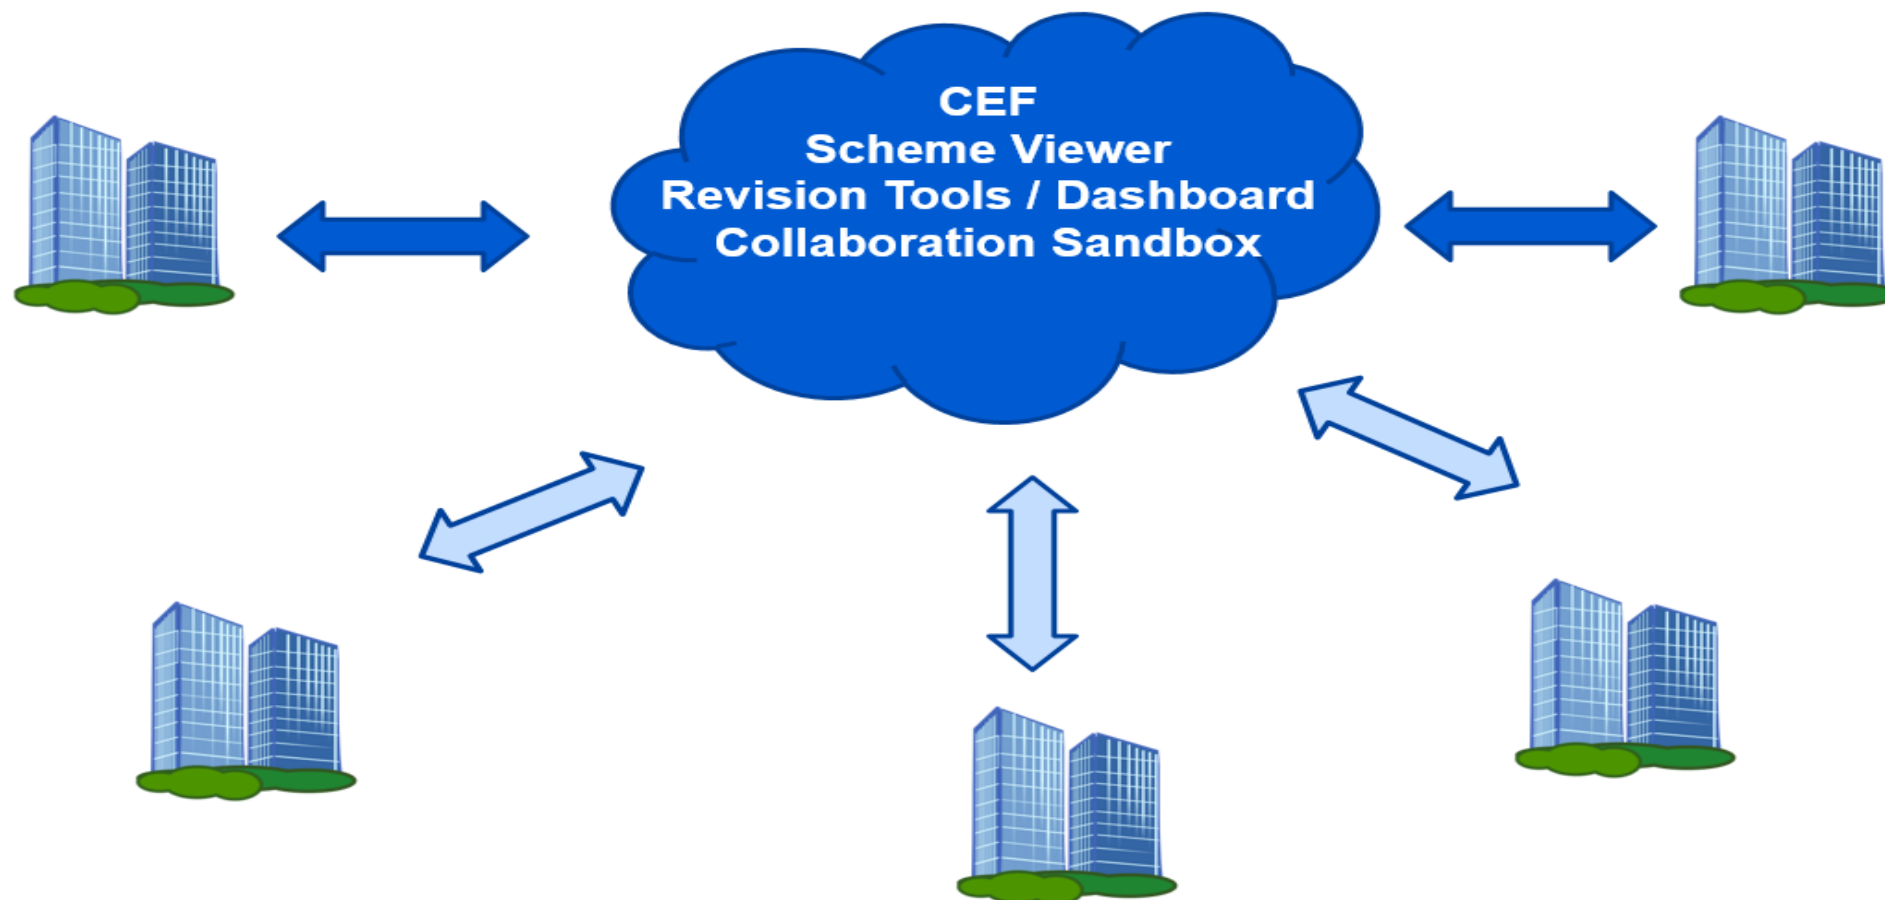 CEF
Scheme Viewer
Revision Tools / Dashboard
Collaboration Sandbox